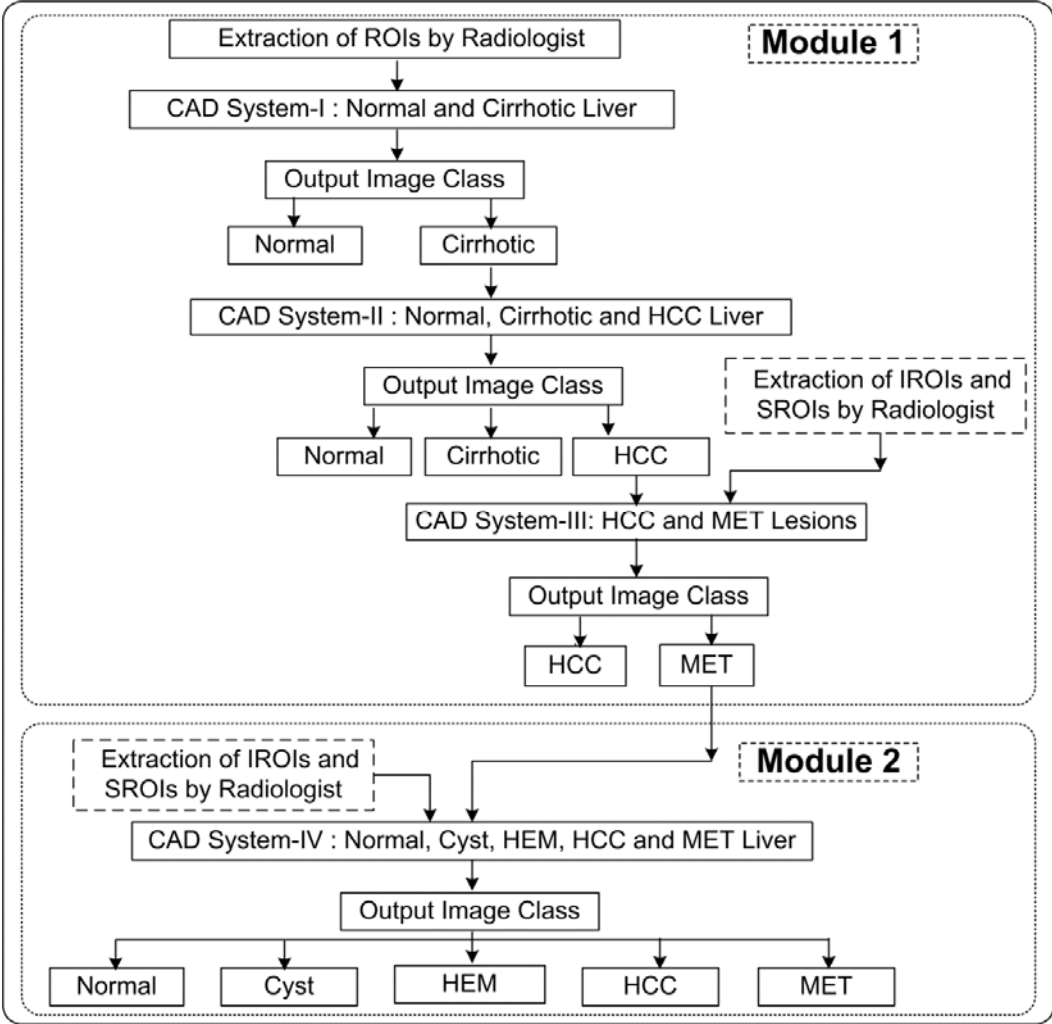 Extraction of ROIs by Radiologist
Module 1
CAD System-I : Normal and Cirrhotic Liver
Output Image Class
Normal
Cirrhotic
CAD System-II : Normal, Cirrhotic and HCC Liver
Output Image Class
Extraction of IROIs and
SROIs by Radiologist
Normal
Cirrhotic
HCC
CAD System-III: HCC and MET Lesions
Output Image Class
HCC
MET
Module 2
Extraction of IROIs and
SROIs by Radiologist
CAD System-IV : Normal, Cyst, HEM, HCC and MET Liver
Output Image Class
Normal
Cyst
HEM
HCC
MET